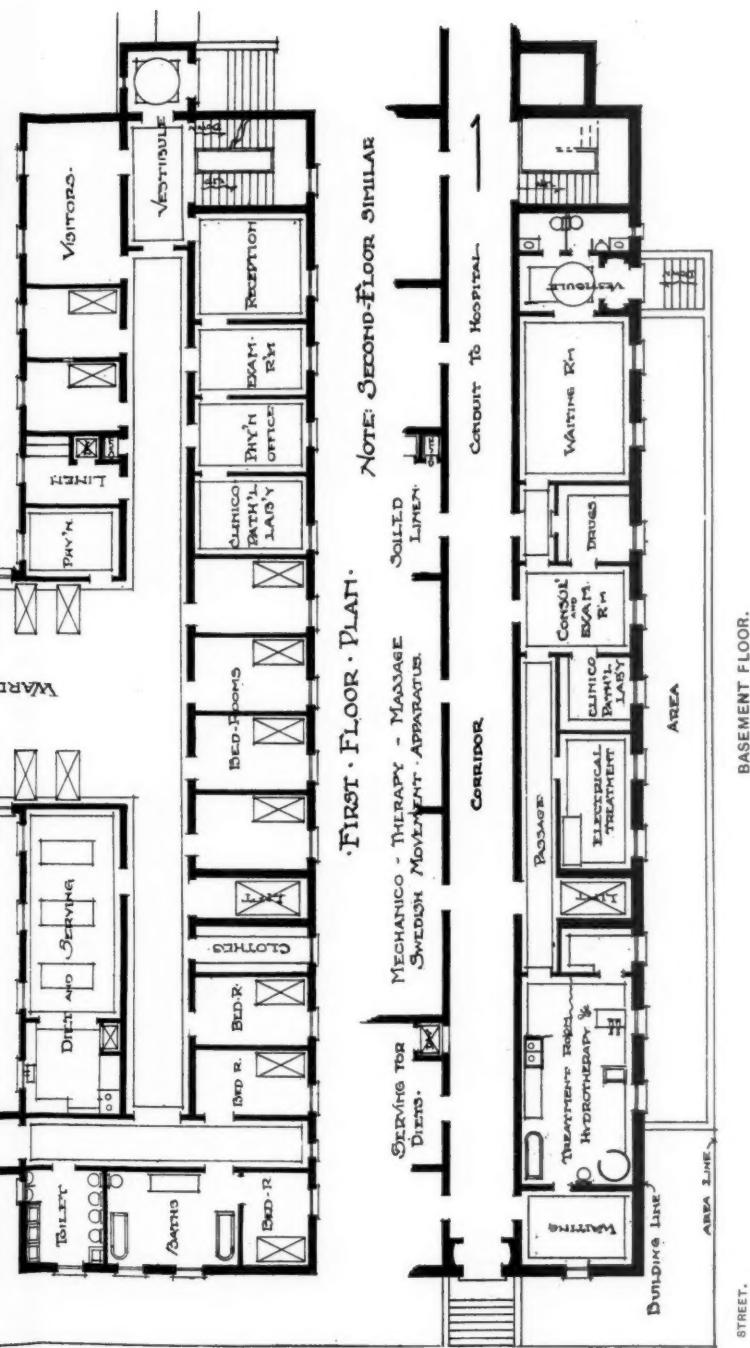 VISITORS.
VESTIBULE
LINEN
PHY'N.
WARD
DIET AND SERVING
TOILET
BATHS
BED-R
BED R.
BED-R.
CLOTHES
LIFT
BED-ROOMS
CLINICO
PATH'L
LAB'Y
PHY'N
OFFICE
EXAM.
R'M
RECEPTION
·FIRST·FLOOR·PLAN·
NOTE: SECOND-FLOOR SIMILAR
SERVING FOR
DIETS.
MECHANICO - THERAPY - MASSAGE
SWEDISH MOVEMENT·APPARATUS.
SOILED
LINEN.
CORRIDOR
CONDUIT TO HOSPITAL
WAITING
TREATMENT ROOM
HYDROTHERAPY &
LIFT
PASSAGE
ELECTRICAL
TREATMENT
CLINICO
PATH'L
LAB'Y
CONSUL'
AND
EXAM.
R'M
DRUGS.
WAITING R'M
VESTIBULE
AREA
BUILDING LINE
AREA LINE
STREET.
BASEMENT FLOOR.